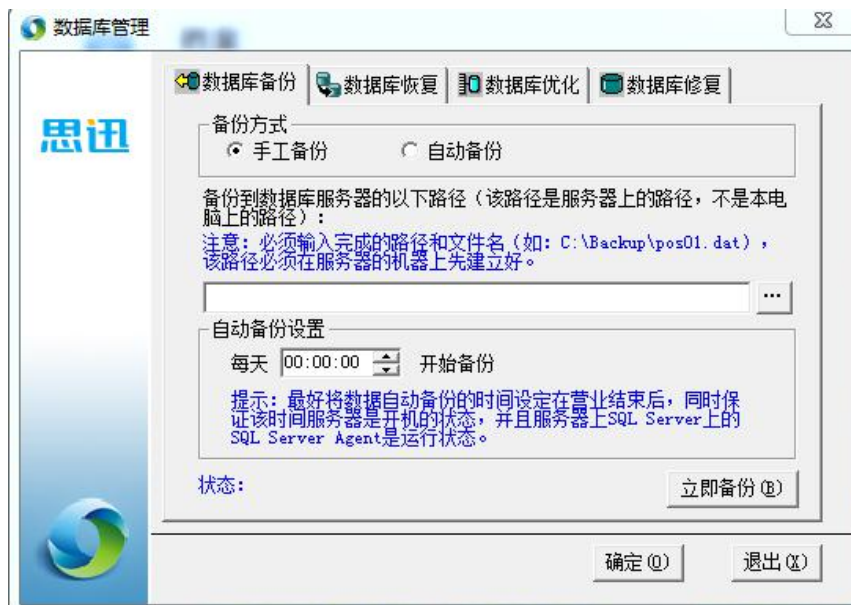 数据库管理
思迅
数据库备份
数据库恢复
数据库优化
数据库修复
备份方式
手工备份
自动备份
备份到数据库服务器的以下路径（该路径是服务器上的路径，不是本电
脑上的路径）：
注意：必须输入完成的路径和文件名（如：C:\Backup\pos01.dat），
该路径必须在服务器的机器上先建立好。
...
自动备份设置
每天 00:00:00 开始备份
提示：最好将数据自动备份的时间设定在营业结束后，同时保
证该时间服务器是开机的状态，并且服务器上SQL Server上的
SQL Server Agent是运行状态。
状态：
立即备份(B)
确定(O)
退出(X)